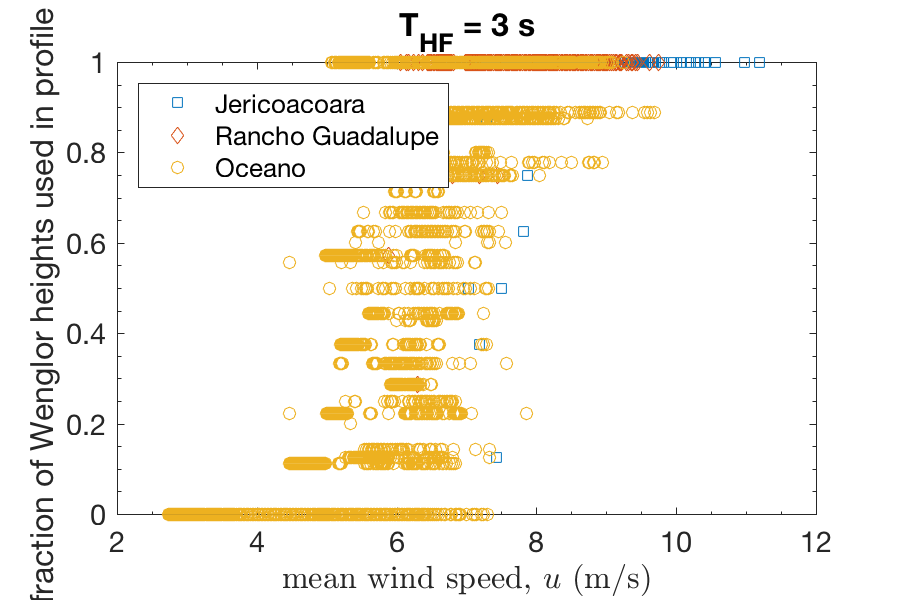 T_HF = 3 s
fraction of Wenglor heights used in profile
1
0.8
0.6
0.4
0.2
0
Jericoacoara
Rancho Guadalupe
Oceano
2 4 6 8 10 12
mean wind speed, u (m/s)